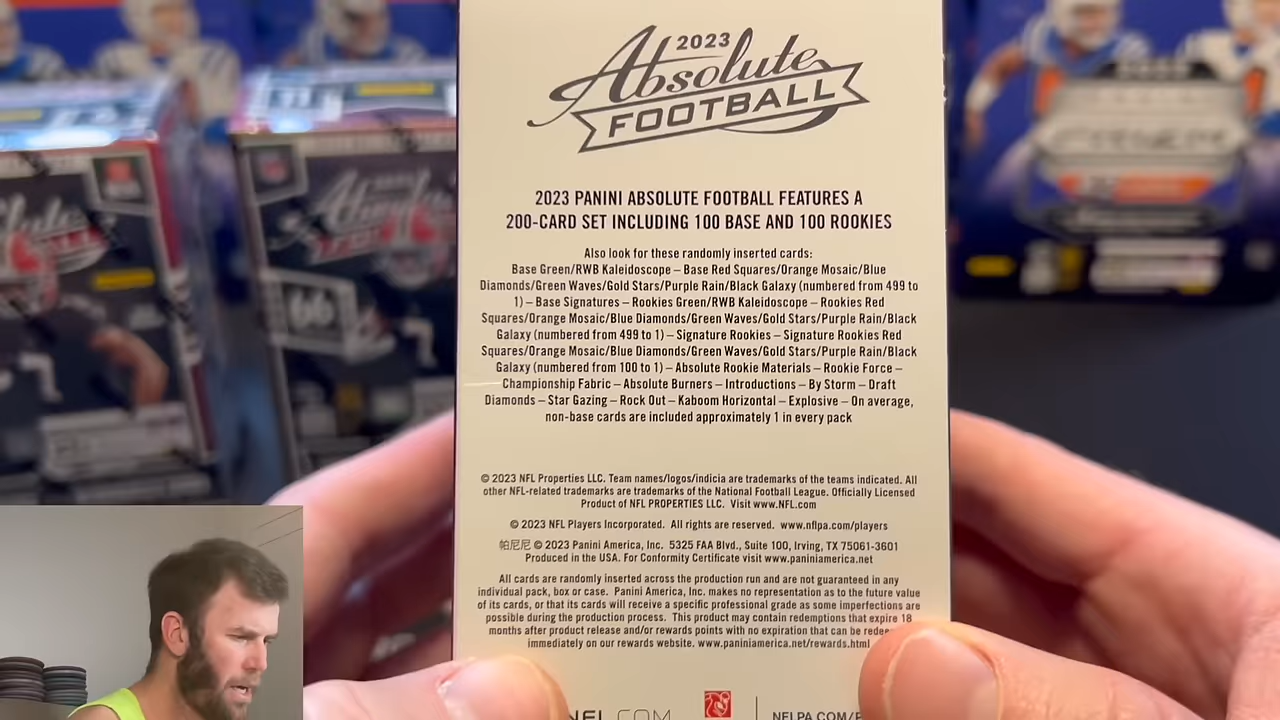 2023
Absolute
FOOTBALL
2023 PANINI ABSOLUTE FOOTBALL FEATURES A
200-CARD SET INCLUDING 100 BASE AND 100 ROOKIES
Also look for these randomly inserted cards:
Base Green/RWB Kaleidoscope – Base Red Squares/Orange Mosaic/Blue
Diamonds/Green Waves/Gold Stars/Purple Rain/Black Galaxy (numbered from 499 to
1) – Base Signatures – Rookies Green/RWB Kaleidoscope – Rookies Red
Squares/Orange Mosaic/Blue Diamonds/Green Waves/Gold Stars/Purple Rain/Black
Galaxy (numbered from 499 to 1) – Signature Rookies – Signature Rookies Red
Squares/Orange Mosaic/Blue Diamonds/Green Waves/Gold Stars/Purple Rain/Black
Galaxy (numbered from 100 to 1) – Absolute Rookie Materials – Rookie Force –
Championship Fabric – Absolute Burners – Introductions – By Storm – Draft
Diamonds – Star Gazing – Rock Out – Kaboom Horizontal – Explosive – On average,
non-base cards are included approximately 1 in every pack
© 2023 NFL Properties LLC. Team names/logos/indicia are trademarks of the teams indicated. All
other NFL-related trademarks are trademarks of the National Football League. Officially Licensed
Product of NFL PROPERTIES LLC. Visit www.NFL.com
© 2023 NFL Players Incorporated. All rights are reserved. www.nflpa.com/players
帕尼尼 © 2023 Panini America, Inc. 5325 FAA Blvd., Suite 100, Irving, TX 75061-3601
Produced in the USA. For Conformity Certificate visit www.paniniamerica.net
All cards are randomly inserted across the production run and are not guaranteed in any
individual pack, box or case. Panini America, Inc. makes no representation as to the future value
of its cards, or that its cards will receive a specific professional grade as some imperfections are
possible during the production process. This product may contain redemptions that expire 18
months after product release and/or rewards points with no expiration that can be
immediately on our rewards website. www.paniniamerica.net/rewards.html
NFL.COM
NFLPA.COM/P